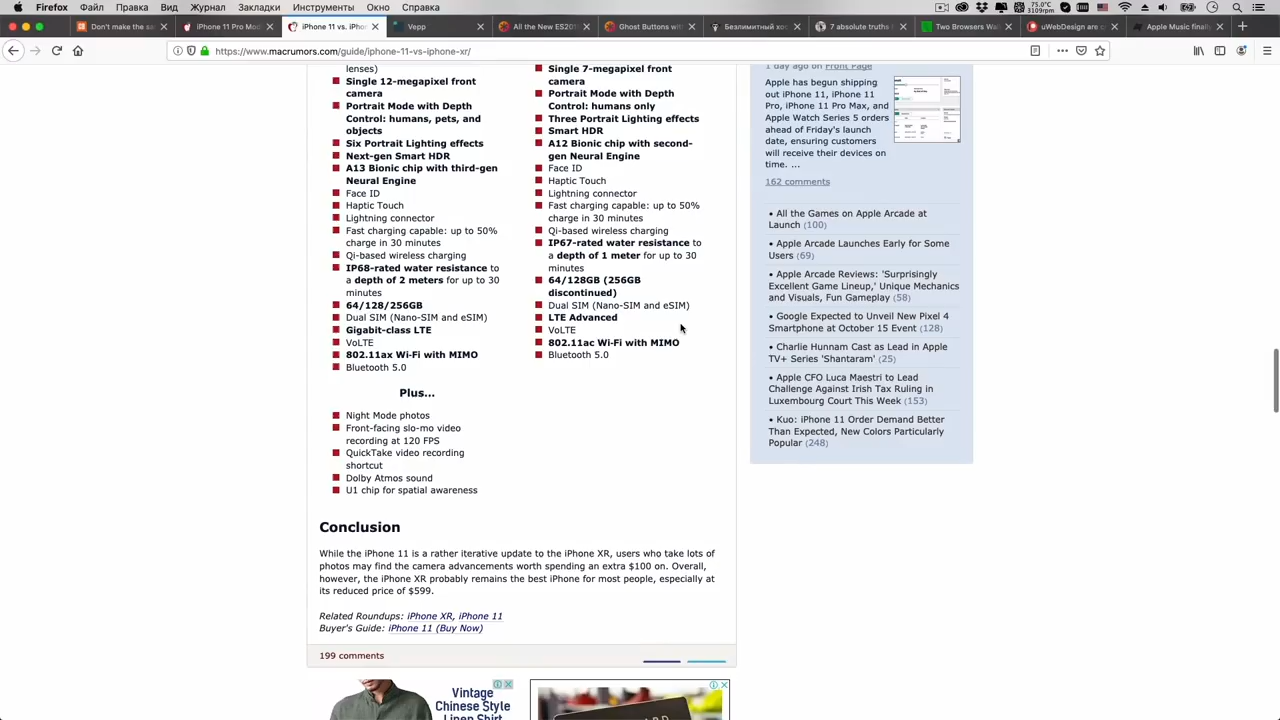 Firefox Файл Правка Вид Журнал Закладки Инструменты Окно Справка
75.0°C
3109rpm
Don't make the sa
iPhone 11 Pro Mod
iPhone 11 vs. iPho
Vepp
All the New ES201
Ghost Buttons wit
Безлимитный хос
7 absolute truths I
Two Browsers Wal
uWebDesign are c
Apple Music finall
https://www.macrumors.com/guide/iphone-11-vs-iphone-xr/
lenses)
Single 12-megapixel front
camera
Portrait Mode with Depth
Control: humans, pets, and
objects
Six Portrait Lighting effects
Next-gen Smart HDR
A13 Bionic chip with third-gen
Neural Engine
Face ID
Haptic Touch
Lightning connector
Fast charging capable: up to 50%
charge in 30 minutes
Qi-based wireless charging
IP68-rated water resistance to
a depth of 2 meters for up to 30
minutes
64/128/256GB
Dual SIM (Nano-SIM and eSIM)
Gigabit-class LTE
VoLTE
802.11ax Wi-Fi with MIMO
Bluetooth 5.0
Plus...
Night Mode photos
Front-facing slo-mo video
recording at 120 FPS
QuickTake video recording
shortcut
Dolby Atmos sound
U1 chip for spatial awareness
Single 7-megapixel front
camera
Portrait Mode with Depth
Control: humans only
Three Portrait Lighting effects
Smart HDR
A12 Bionic chip with second-
gen Neural Engine
Face ID
Haptic Touch
Lightning connector
Fast charging capable: up to 50%
charge in 30 minutes
Qi-based wireless charging
IP67-rated water resistance to
a depth of 1 meter for up to 30
minutes
64/128GB (256GB
discontinued)
Dual SIM (Nano-SIM and eSIM)
LTE Advanced
VoLTE
802.11ac Wi-Fi with MIMO
Bluetooth 5.0
Conclusion
While the iPhone 11 is a rather iterative update to the iPhone XR, users who take lots of
photos may find the camera advancements worth spending an extra $100 on. Overall,
however, the iPhone XR probably remains the best iPhone for most people, especially at
its reduced price of $599.
Related Roundups: iPhone XR, iPhone 11
Buyer's Guide: iPhone 11 (Buy Now)
199 comments
Vintage
Chinese Style
Linen Shirt
1 day ago on Front Page
Apple has begun shipping
out iPhone 11, iPhone 11
Pro, iPhone 11 Pro Max, and
Apple Watch Series 5 orders
ahead of Friday's launch
date, ensuring customers
will receive their devices on
time. ...
162 comments
• All the Games on Apple Arcade at
Launch (100)
• Apple Arcade Launches Early for Some
Users (69)
• Apple Arcade Reviews: 'Surprisingly
Excellent Game Lineup,' Unique Mechanics
and Visuals, Fun Gameplay (58)
• Google Expected to Unveil New Pixel 4
Smartphone at October 15 Event (128)
• Charlie Hunnam Cast as Lead in Apple
TV+ Series 'Shantaram' (25)
• Apple CFO Luca Maestri to Lead
Challenge Against Irish Tax Ruling in
Luxembourg Court This Week (153)
• Kuo: iPhone 11 Order Demand Better
Than Expected, New Colors Particularly
Popular (248)